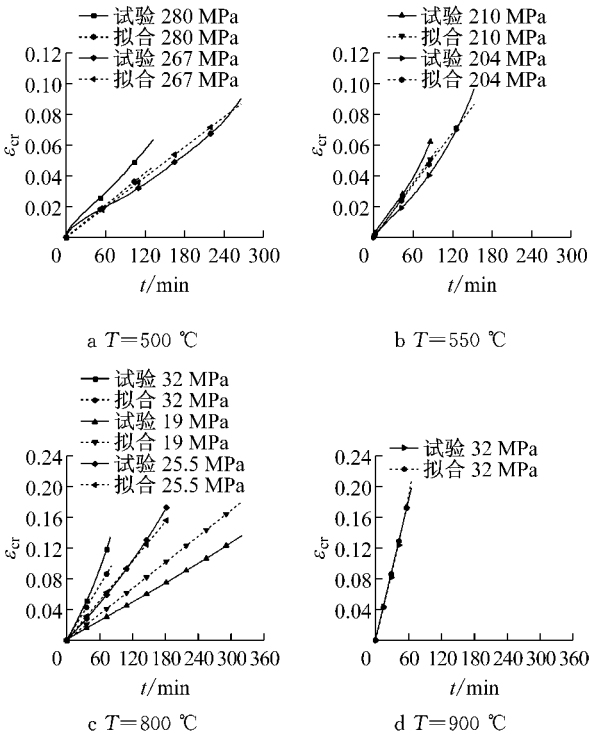 试验 280 MPa
拟合 280 MPa
试验 267 MPa
拟合 267 MPa
0.12
0.10
0.08
0.06
0.04
0.02
εcr
0 60 120 180 240 300
t/min
a T=500 ℃
试验 210 MPa
拟合 210 MPa
试验 204 MPa
拟合 204 MPa
0.12
0.10
0.08
0.06
0.04
0.02
εcr
0 60 120 180 240 300
t/min
b T=550 ℃
试验 32 MPa
拟合 32 MPa
试验 19 MPa
拟合 19 MPa
试验 25.5 MPa
拟合 25.5 MPa
0.24
0.20
0.16
0.12
0.08
0.04
εcr
0 60 120 180 240 300 360
t/min
c T=800 ℃
试验 32 MPa
拟合 32 MPa
0.24
0.20
0.16
0.12
0.08
0.04
εcr
0 60 120 180 240 300 360
t/min
d T=900 ℃